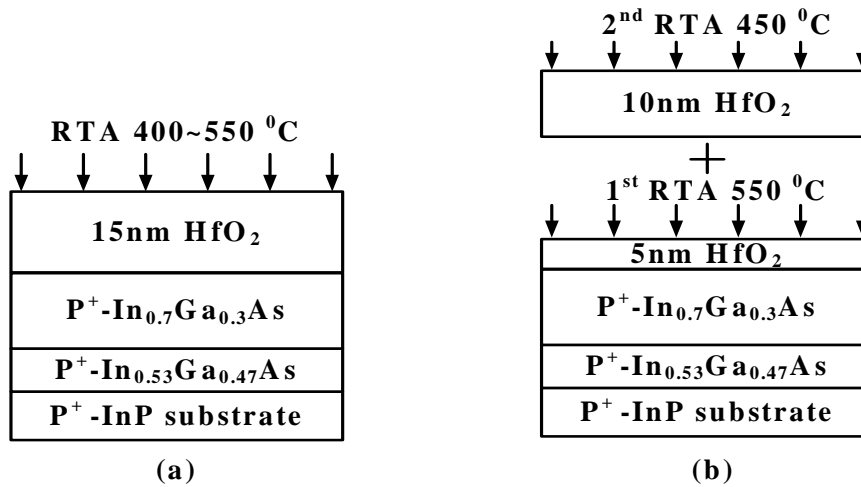 RTA 400~550 ⁰C
15nm HfO₂
P⁺-In₀.₇Ga₀.₃As
P⁺-In₀.₅₃Ga₀.₄₇As
P⁺-InP substrate
(a)
2ⁿᵈ RTA 450 ⁰C
10nm HfO₂
+
1ˢᵗ RTA 550 ⁰C
5nm HfO₂
P⁺-In₀.₇Ga₀.₃As
P⁺-In₀.₅₃Ga₀.₄₇As
P⁺-InP substrate
(b)